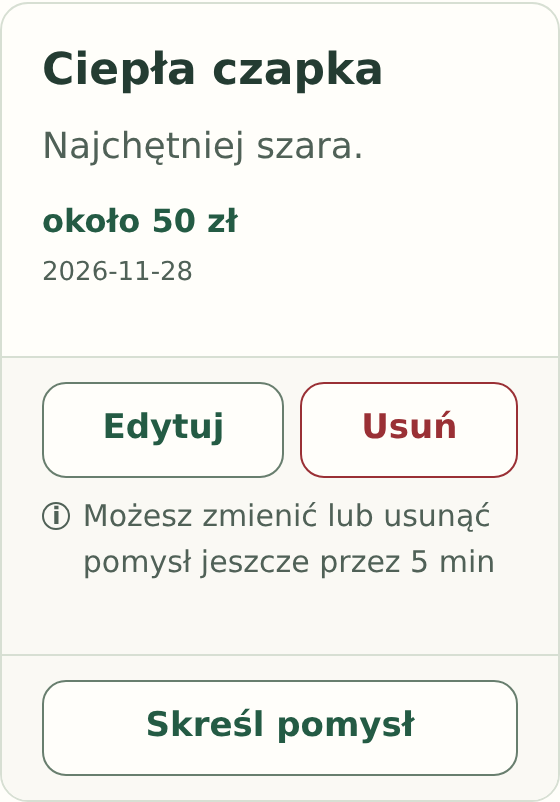 Ciepła czapka
Najchętniej szara.
około 50 zł
2026-11-28
Edytuj
Usuń
Możesz zmienić lub usunąć
pomysł jeszcze przez 5 min
Skreśl pomysł